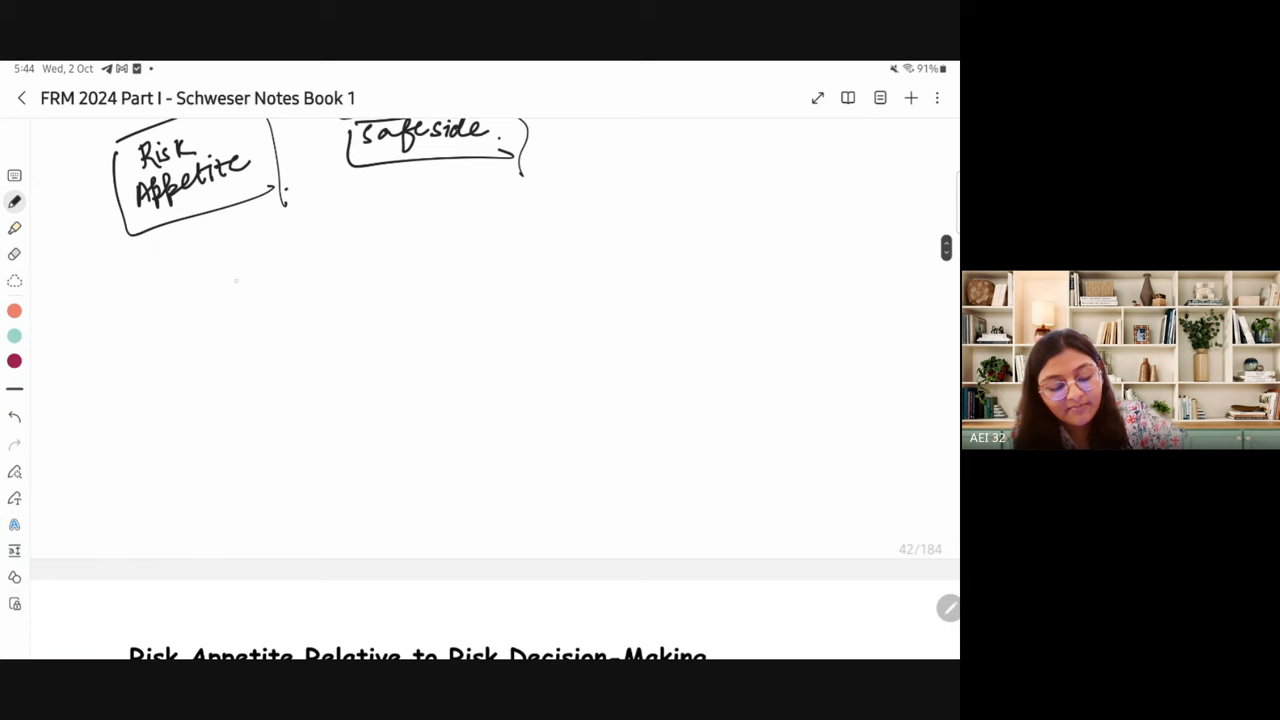 5:44 Wed, 2 Oct
91%
FRM 2024 Part I - Schweser Notes Book 1
Risk
Appetite
safeside.
42/184
Risk Appetite Relative to Risk Decision-Making
AEI 32